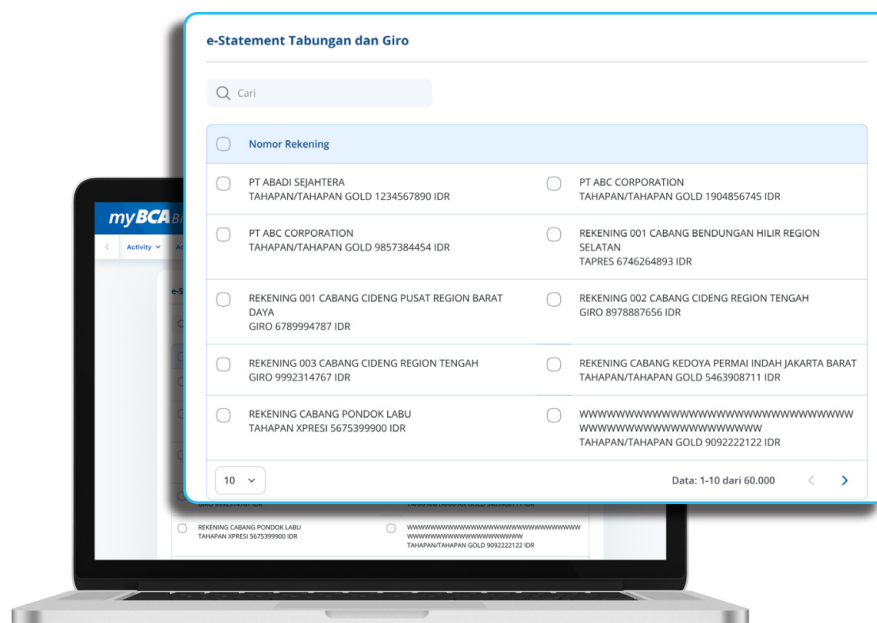 e-Statement Tabungan dan Giro
Cari
Nomor Rekening
PT ABADI SEJAHTERA
TAHAPAN/TAHAPAN GOLD 1234567890 IDR
PT ABC CORPORATION
TAHAPAN/TAHAPAN GOLD 1904856745 IDR
PT ABC CORPORATION
TAHAPAN/TAHAPAN GOLD 9857384454 IDR
REKENING 001 CABANG BENDUNGAN HILIR REGION
SELATAN
TAPRES 6746264893 IDR
REKENING 001 CABANG CIDENG PUSAT REGION BARAT
DAYA
GIRO 6789994787 IDR
REKENING 002 CABANG CIDENG REGION TENGAH
GIRO 8978887656 IDR
REKENING 003 CABANG CIDENG REGION TENGAH
GIRO 9992314767 IDR
REKENING CABANG KEDOYA PERMAI INDAH JAKARTA BARAT
TAHAPAN/TAHAPAN GOLD 5463908711 IDR
REKENING CABANG PONDOK LABU
TAHAPAN XPRESI 5675399900 IDR
WWWWWWWWWWWWWWWWWWWWWWWWWWWWWW
WWWWWWWWWWWWWWWWWWWW
TAHAPAN/TAHAPAN GOLD 9092222122 IDR
10
Data: 1-10 dari 60.000
myBCA
Activity
REKENING CABANG PONDOK LABU
TAHAPAN XPRESI 5675399900 IDR
WWWWWWWWWWWWWWWWWWWWWWWWWWWWWW
WWWWWWWWWWWWWWWWWWWW
TAHAPAN/TAHAPAN GOLD 9092222122 IDR